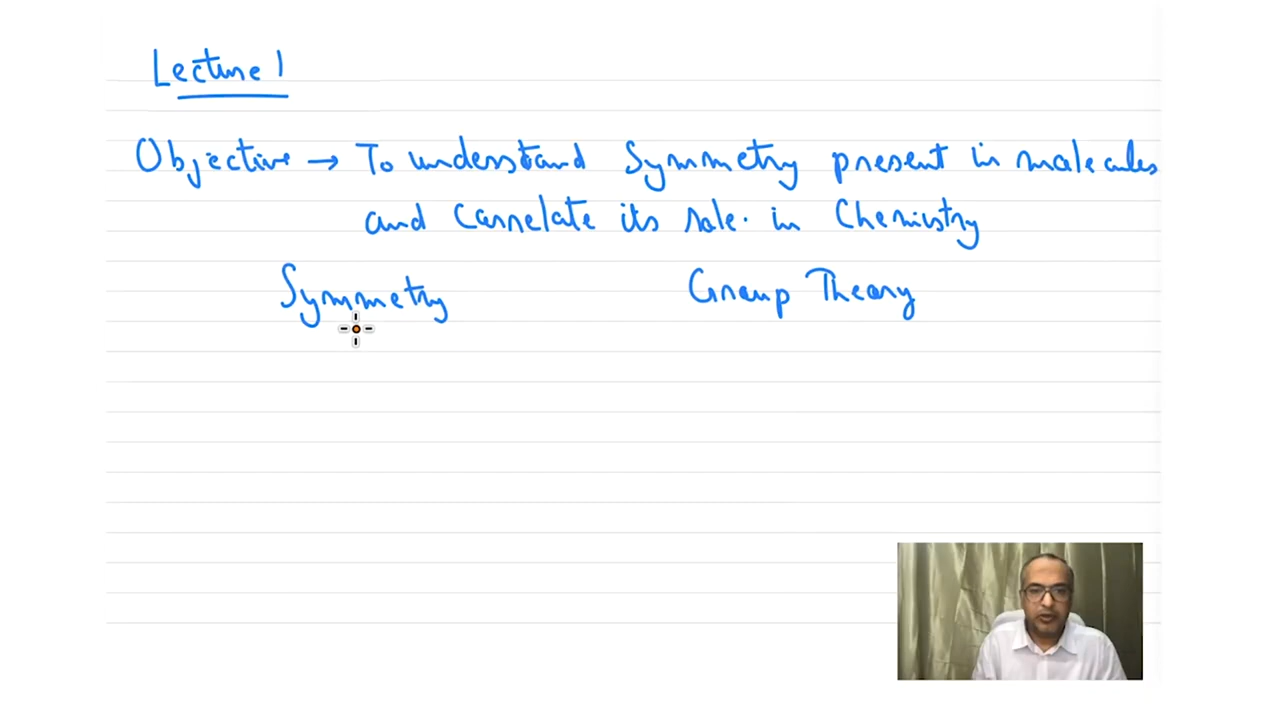 Lecture 1
Objective → To understand Symmetry present in molecules
and correlate its role. in Chemistry
Symmetry Group Theory